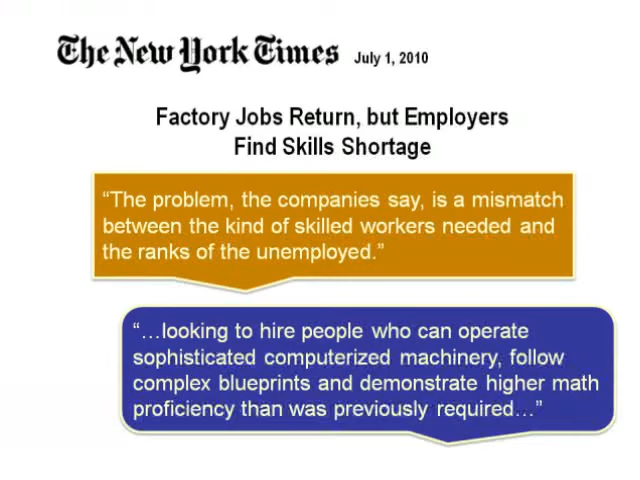 The New York Times July 1, 2010
Factory Jobs Return, but Employers
Find Skills Shortage
“The problem, the companies say, is a mismatch
between the kind of skilled workers needed and
the ranks of the unemployed.”
“…looking to hire people who can operate
sophisticated computerized machinery, follow
complex blueprints and demonstrate higher math
proficiency than was previously required…”